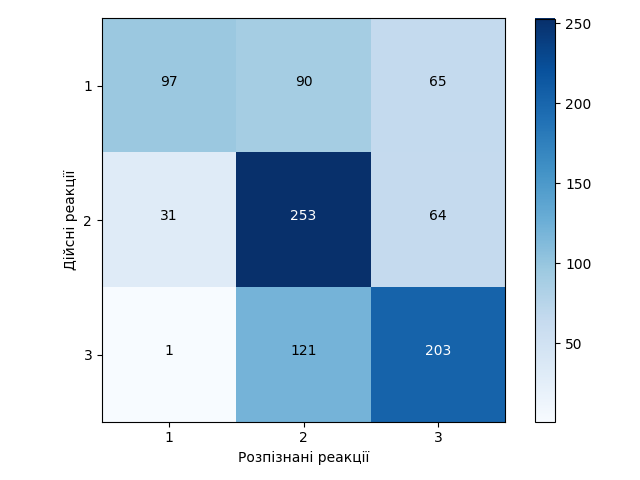 1 97 90 65
2 31 253 64
3 1 121 203
1 2 3
Розпізнані реакції
Дійсні реакції
250
200
150
100
50